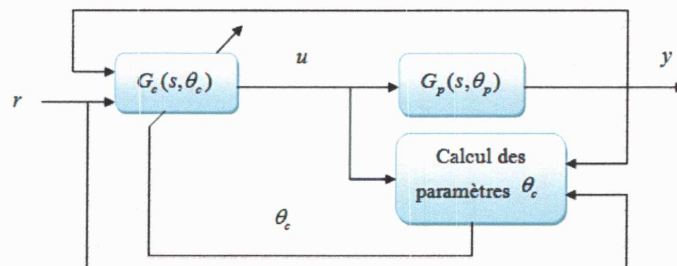 u
y
G_c(s,θ_c)
G_p(s,θ_p)
r
Calcul des
paramètres θ_c
θ_c